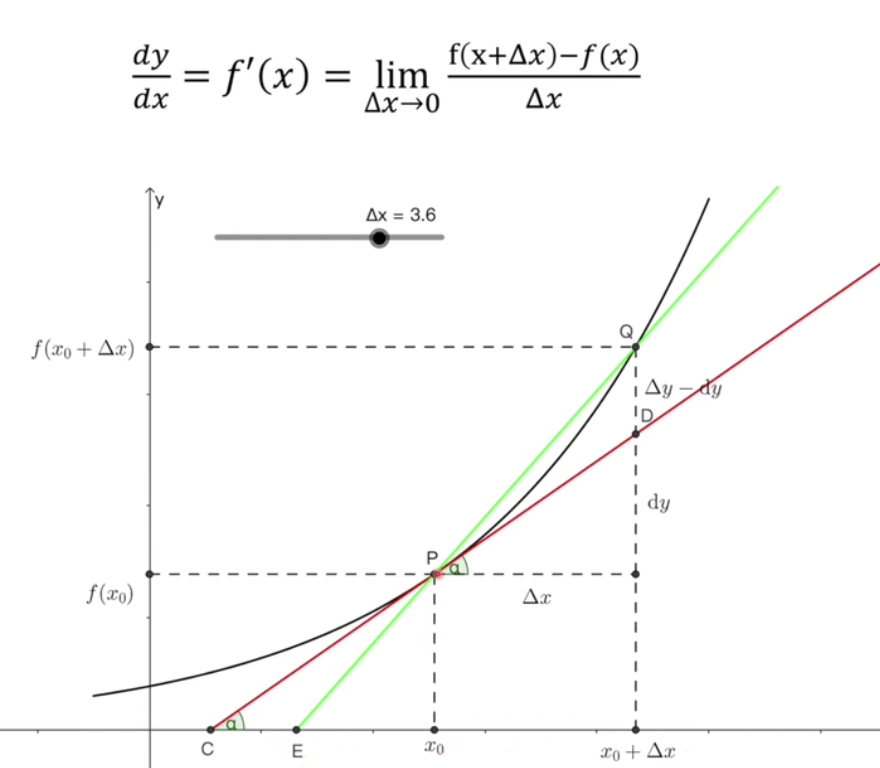 dy/dx = f′(x) = lim Δx→0 f(x+Δx)−f(x)/Δx
y
Δx = 3.6
Q
f(x₀ + Δx)
Δy − dy
D
dy
P
α
f(x₀)
Δx
α
C
E
x₀
x₀ + Δx